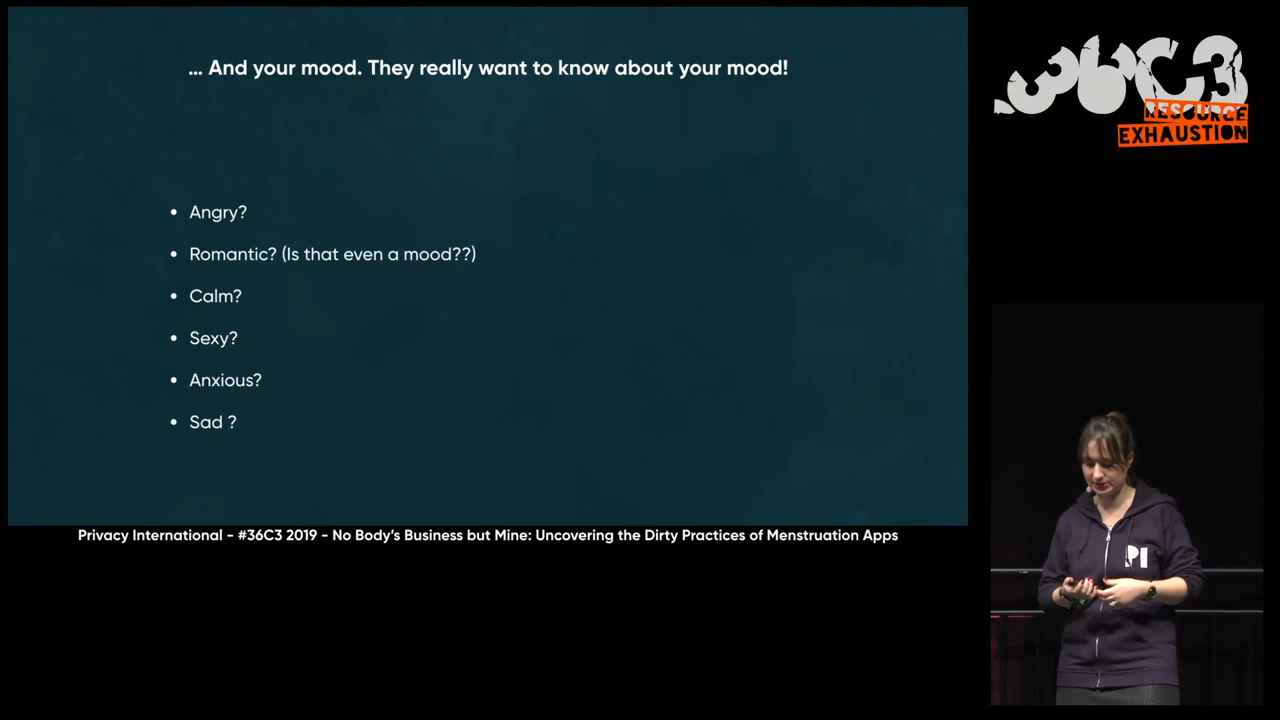 ... And your mood. They really want to know about your mood!
• Angry?
• Romantic? (Is that even a mood??)
• Calm?
• Sexy?
• Anxious?
• Sad ?
Privacy International - #36C3 2019 - No Body's Business but Mine: Uncovering the Dirty Practices of Menstruation Apps
36C3
RESOURCE
EXHAUSTION
PI